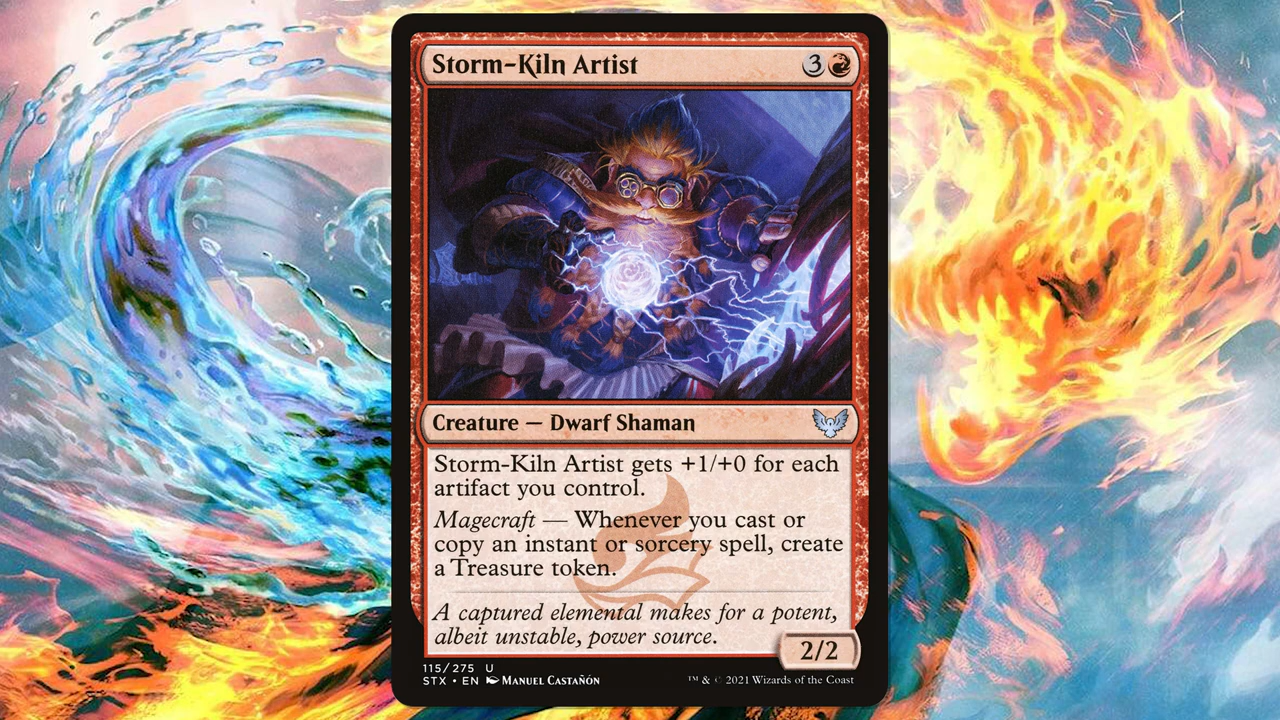 Storm-Kiln Artist 3
Creature — Dwarf Shaman
Storm-Kiln Artist gets +1/+0 for each
artifact you control.
Magecraft — Whenever you cast or
copy an instant or sorcery spell, create
a Treasure token.
A captured elemental makes for a potent,
albeit unstable, power source.
2/2
115/275 U
STX • EN Manuel Castañón
™ & © 2021 Wizards of the Coast